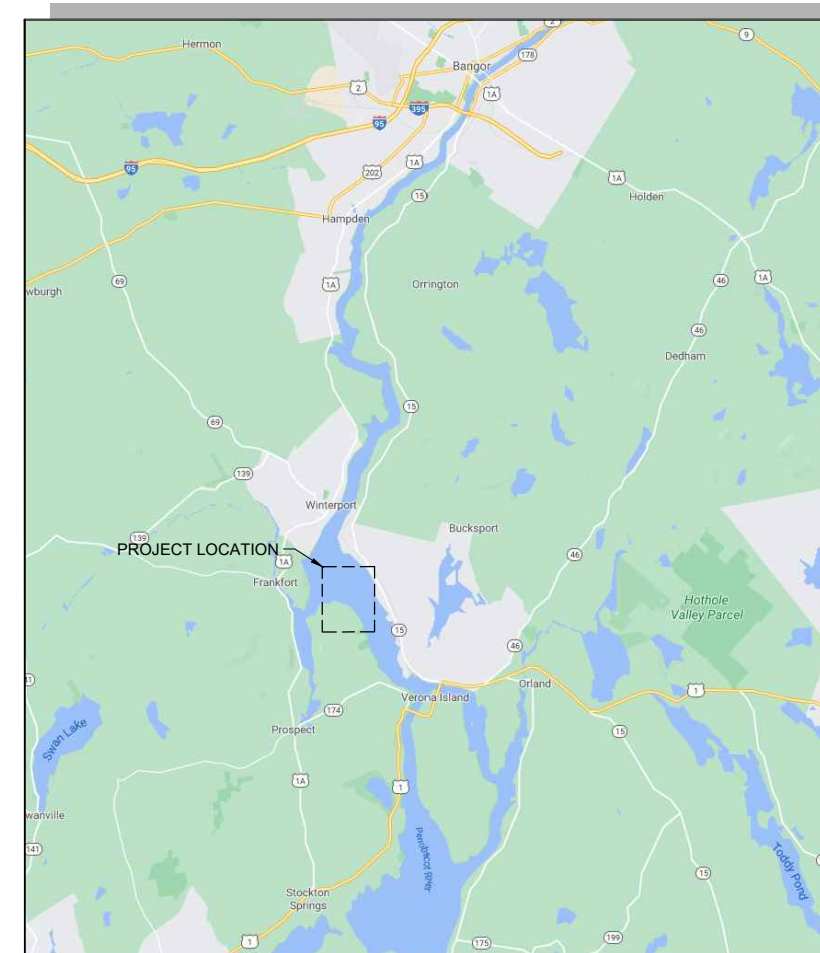 Hermon
2
9
Bangor
178
2
1A
395
95
95
1A
202
15
1A
Holden
Hampden
69
1A
Orrington
46
1A
wburgh
46
Dedham
15
69
139
Winterport
Bucksport
139
PROJECT LOCATION
46
1A
Frankfort
Hothole
Valley Parcel
15
46
Orland
1
Verona Island
174
Prospect
15
Swan Lake
1A
1
wanville
141
Penobscot River
Toddy Pond
15
Stockton
Springs
1
175
199